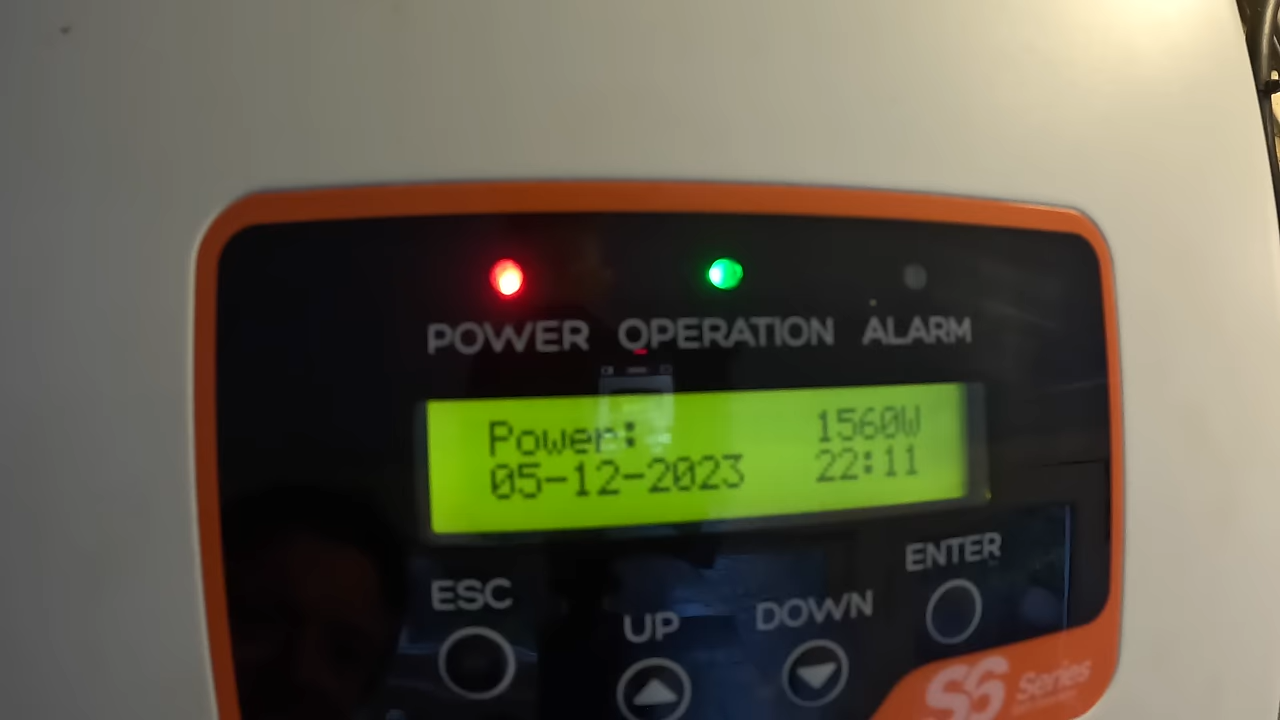 POWER OPERATION ALARM
Power: 1560W
05-12-2023 22:11
ESC UP DOWN ENTER
S6 Series